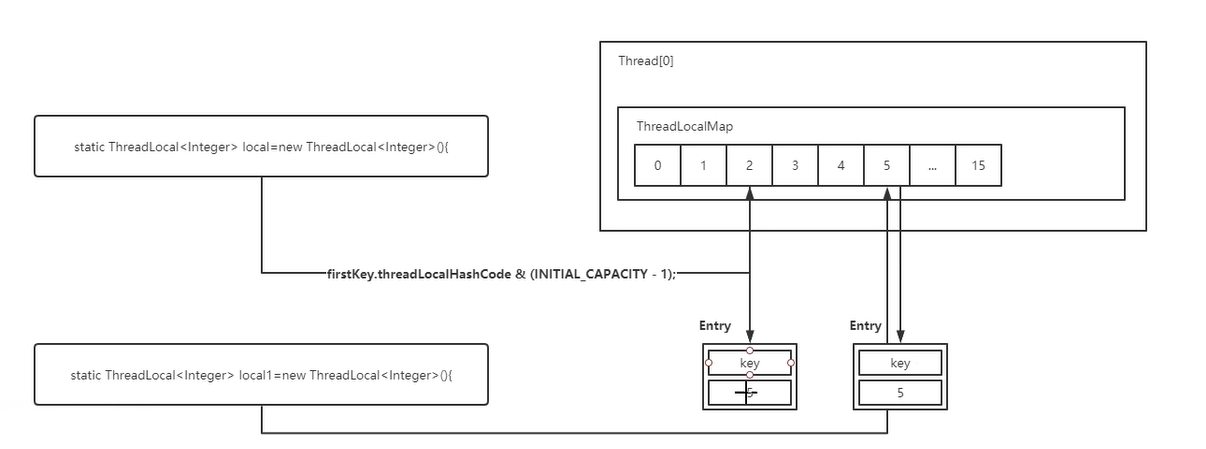 Thread[0]
ThreadLocalMap
static ThreadLocal<Integer> local=new ThreadLocal<Integer>(){
0 1 2 3 4 5 ... 15
firstKey.threadLocalHashCode & (INITIAL_CAPACITY - 1);
Entry Entry
key key
static ThreadLocal<Integer> local1=new ThreadLocal<Integer>(){
5 5